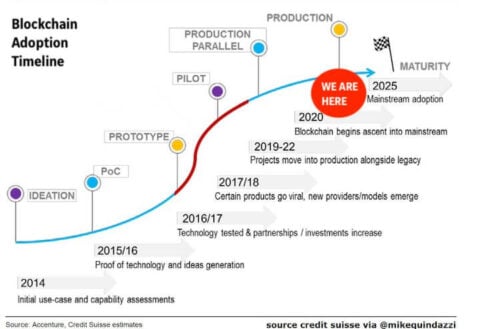 Blockchain
Adoption
Timeline
PRODUCTION
PRODUCTION
PARALLEL
MATURITY
PILOT
WE ARE
HERE
2025
Mainstream adoption
2020
Blockchain begins ascent into mainstream
PROTOTYPE
2019-22
Projects move into production alongside legacy
PoC
2017/18
Certain products go viral, new providers/models emerge
IDEATION
2016/17
Technology tested & partnerships / investments increase
2015/16
Proof of technology and ideas generation
2014
Initial use-case and capability assessments
Source: Accenture, Credit Suisse estimates
source credit suisse via @mikequindazzi